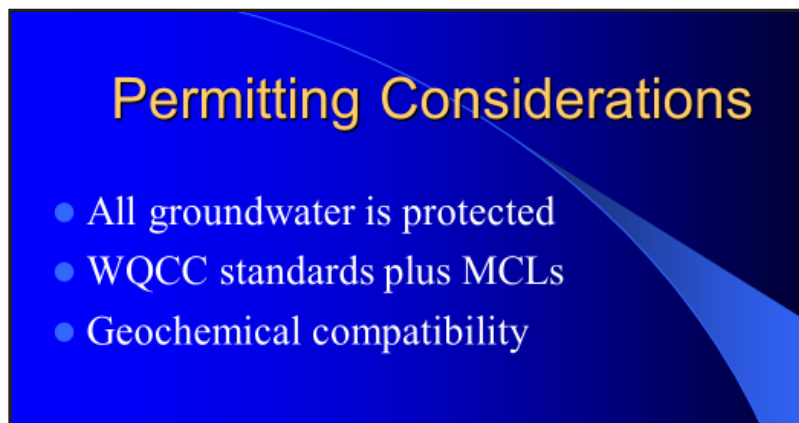 Permitting Considerations
All groundwater is protected
WQCC standards plus MCLs
Geochemical compatibility